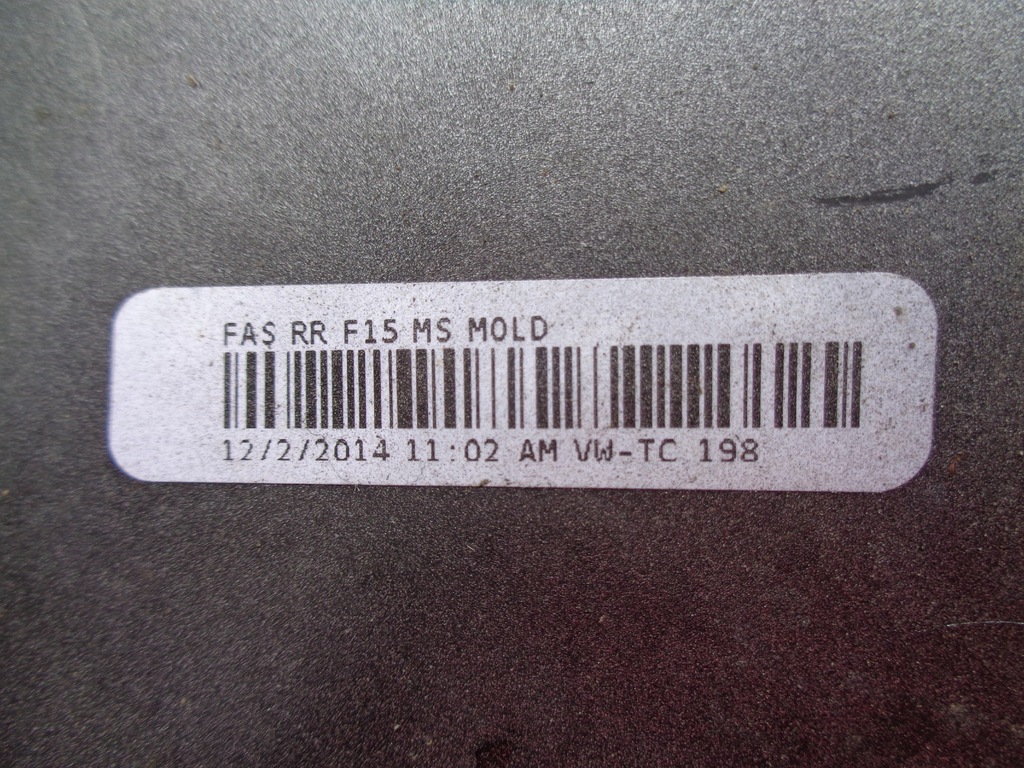 FAS RR F15 MS MOLD
12/2/2014 11:02 AM VW-TC 198